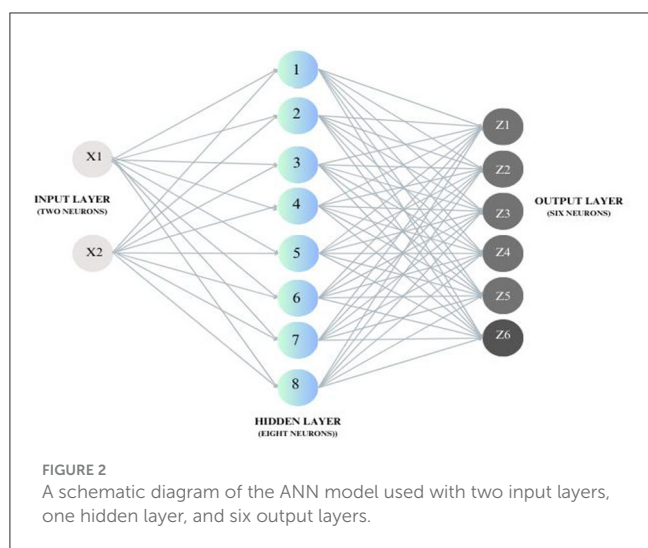 1
2
3
4
5
6
7
8
X1
X2
INPUT LAYER
(TWO NEURONS)
Z1
Z2
Z3
Z4
Z5
Z6
OUTPUT LAYER
(SIX NEURONS)
HIDDEN LAYER
(EIGHT NEURONS))
FIGURE 2
A schematic diagram of the ANN model used with two input layers,
one hidden layer, and six output layers.